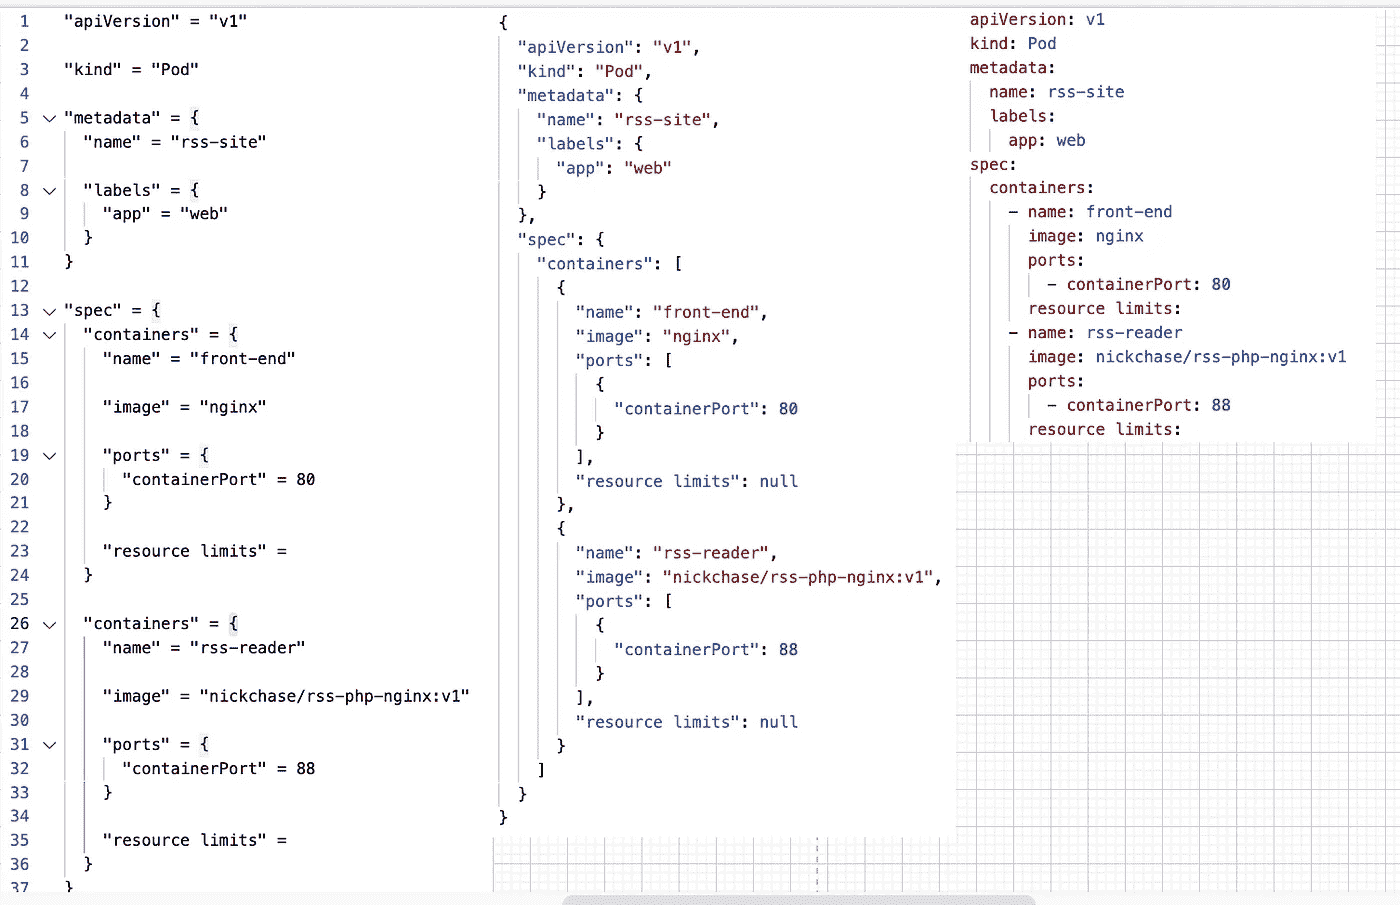 1 "apiVersion" = "v1"
2
3 "kind" = "Pod"
4
5 "metadata" = {
6 "name" = "rss-site"
7
8 "labels" = {
9 "app" = "web"
10 }
11 }
12
13 "spec" = {
14 "containers" = {
15 "name" = "front-end"
16
17 "image" = "nginx"
18
19 "ports" = {
20 "containerPort" = 80
21 }
22
23 "resource limits" =
24 }
25
26 "containers" = {
27 "name" = "rss-reader"
28
29 "image" = "nickchase/rss-php-nginx:v1"
30
31 "ports" = {
32 "containerPort" = 88
33 }
34
35 "resource limits" =
36 }
37 }
{
"apiVersion": "v1",
"kind": "Pod",
"metadata": {
"name": "rss-site",
"labels": {
"app": "web"
}
},
"spec": {
"containers": [
{
"name": "front-end",
"image": "nginx",
"ports": [
{
"containerPort": 80
}
],
"resource limits": null
},
{
"name": "rss-reader",
"image": "nickchase/rss-php-nginx:v1",
"ports": [
{
"containerPort": 88
}
],
"resource limits": null
}
]
}
}
apiVersion: v1
kind: Pod
metadata:
name: rss-site
labels:
app: web
spec:
containers:
- name: front-end
image: nginx
ports:
- containerPort: 80
resource limits:
- name: rss-reader
image: nickchase/rss-php-nginx:v1
ports:
- containerPort: 88
resource limits: